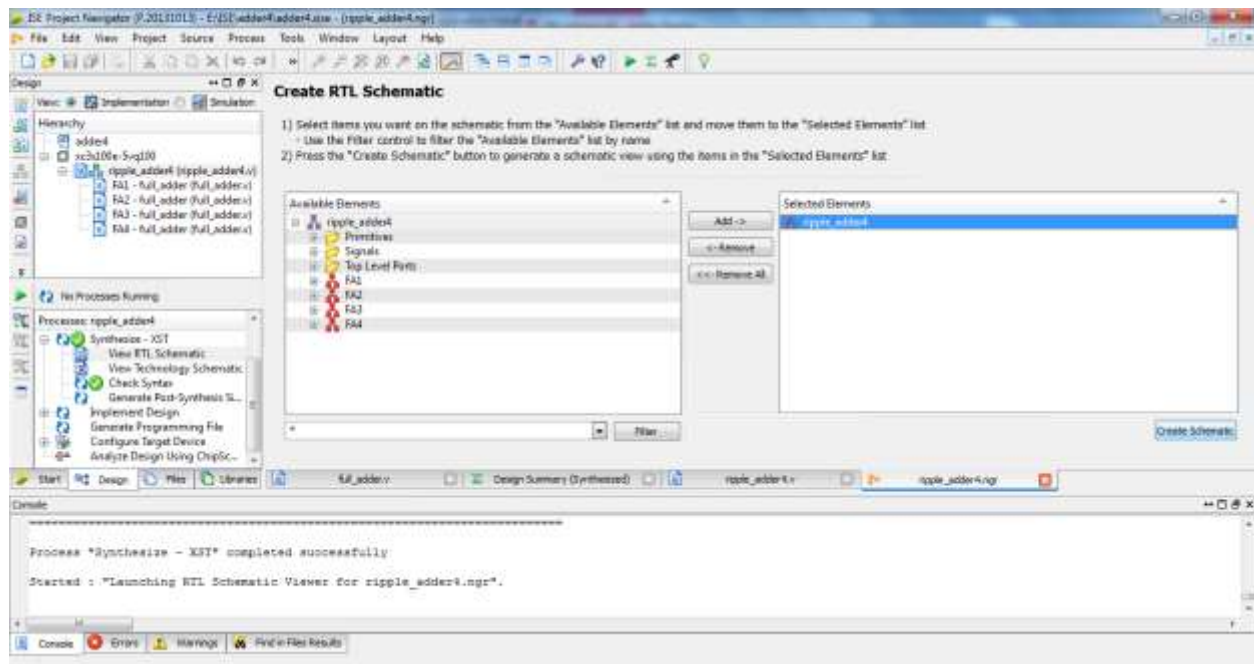 ISE Project Navigator (P.20131013) - E:\ISE\adder4\adder4.xise - [ripple_adder4.ngr]
File Edit View Project Source Process Tools Window Layout Help
Design
View: Implementation Simulation
Hierarchy
adder4
xc3s100e-5vq100
ripple_adder4 (ripple_adder4.v)
FA1 - full_adder (full_adder.v)
FA2 - full_adder (full_adder.v)
FA3 - full_adder (full_adder.v)
FA4 - full_adder (full_adder.v)
No Processes Running
Processes: ripple_adder4
Synthesize - XST
View RTL Schematic
View Technology Schematic
Check Syntax
Generate Post-Synthesis Si...
Implement Design
Generate Programming File
Configure Target Device
Analyze Design Using ChipSc...
Create RTL Schematic
1) Select items you want on the schematic from the "Available Elements" list and move them to the "Selected Elements" list
- Use the Filter control to filter the "Available Elements" list by name
2) Press the "Create Schematic" button to generate a schematic view using the items in the "Selected Elements" list
Available Elements
ripple_adder4
Primitives
Signals
Top Level Ports
FA1
FA2
FA3
FA4
* Filter
Add ->
<- Remove
<<- Remove All
Selected Elements
ripple_adder4
Create Schematic
Start Design Files Libraries full_adder.v Design Summary (Synthesized) ripple_adder4.v ripple_adder4.ngr
Console
=========================================================================
Process "Synthesize - XST" completed successfully
Started : "Launching RTL Schematic Viewer for ripple_adder4.ngr".
Console Errors Warnings Find in Files Results